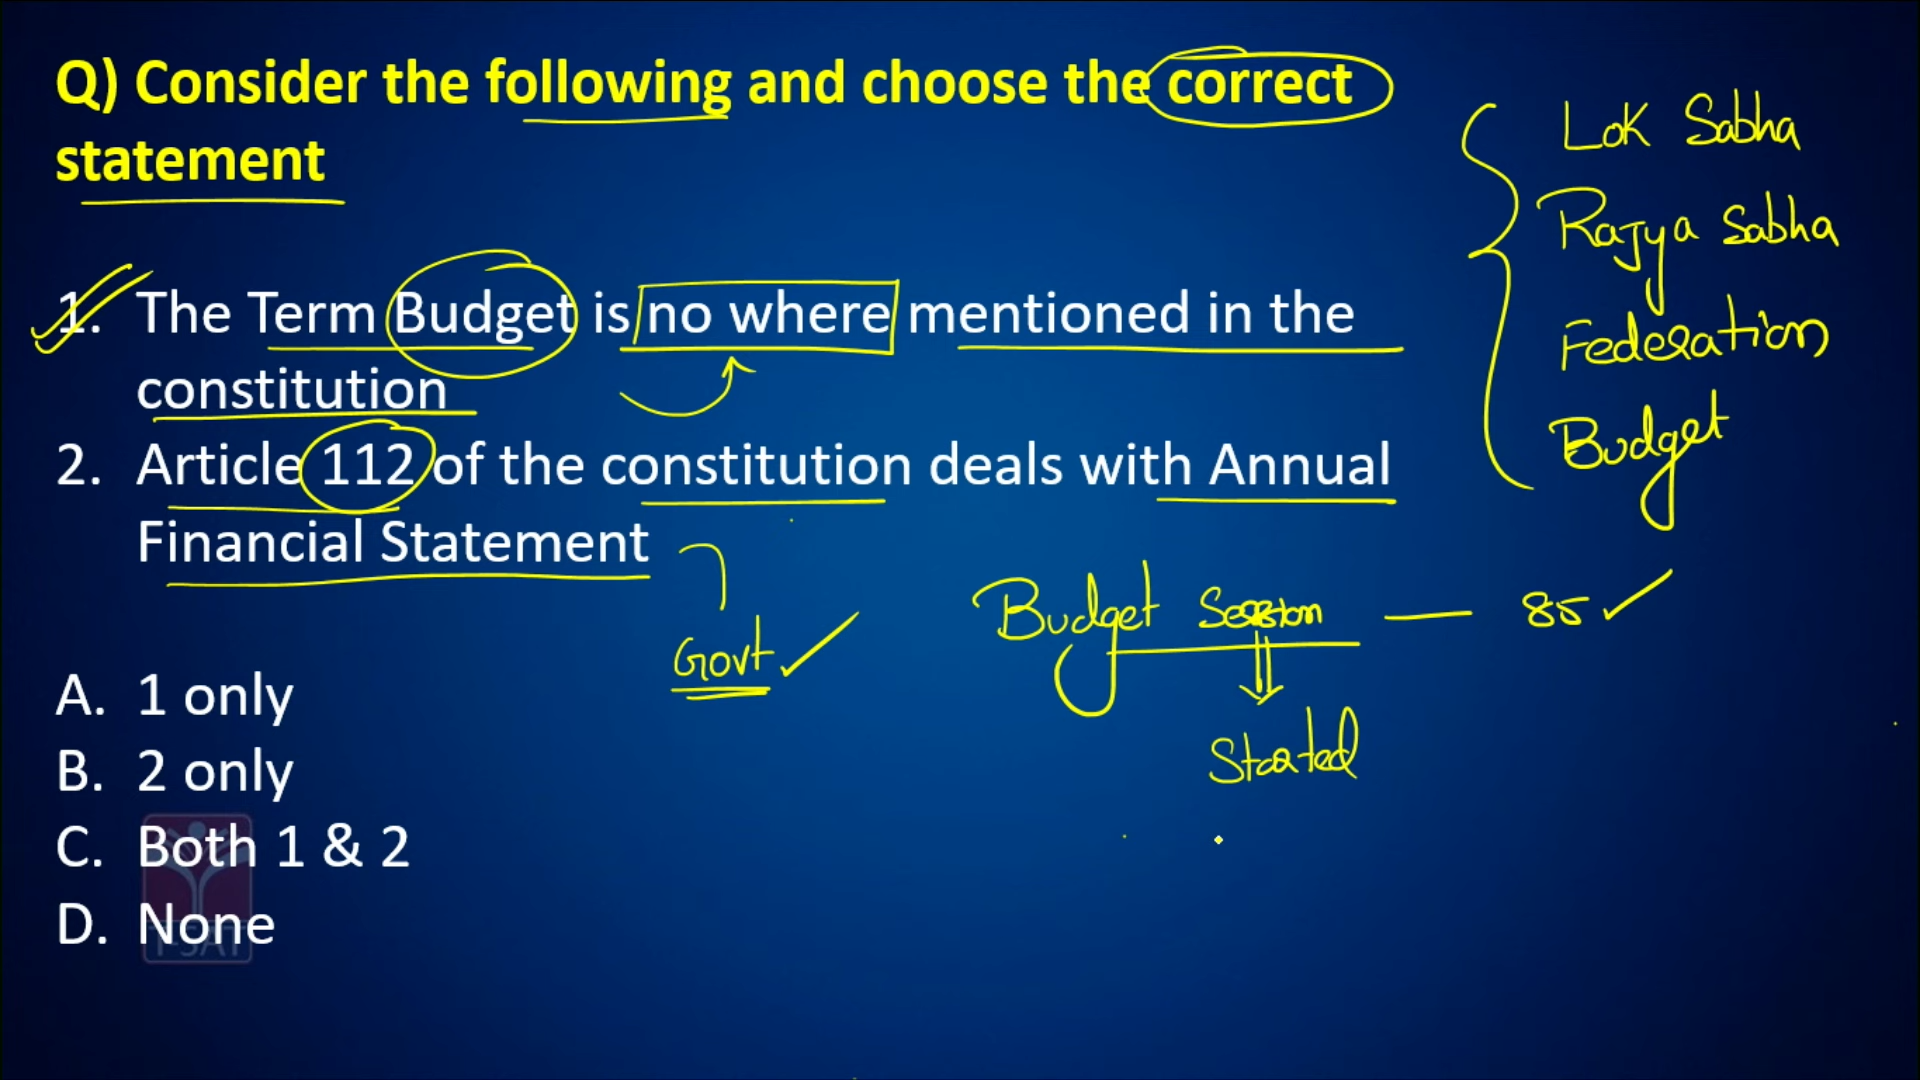 Q) Consider the following and choose the correct
statement
1. The Term Budget is no where mentioned in the
constitution
2. Article 112 of the constitution deals with Annual
Financial Statement
A. 1 only
B. 2 only
C. Both 1 & 2
D. None
T-SAT
Lok Sabha
Rajya Sabha
Federation
Budget
Govt
Budget Session — 85
Started